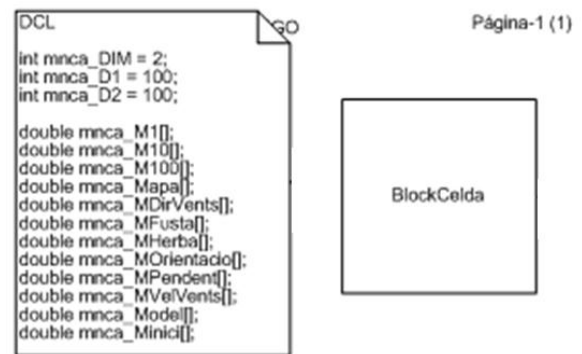 DCL
GO
Página-1 (1)
int mnca_DIM = 2;
int mnca_D1 = 100;
int mnca_D2 = 100;
double mnca_M1[];
double mnca_M10[];
double mnca_M100[];
double mnca_Mapa[];
double mnca_MDirVents[];
double mnca_MFusta[];
double mnca_MHerba[];
double mnca_MOrientacio[];
double mnca_MPendent[];
double mnca_MVelVents[];
double mnca_Model[];
double mnca_Minici[];
BlockCelda